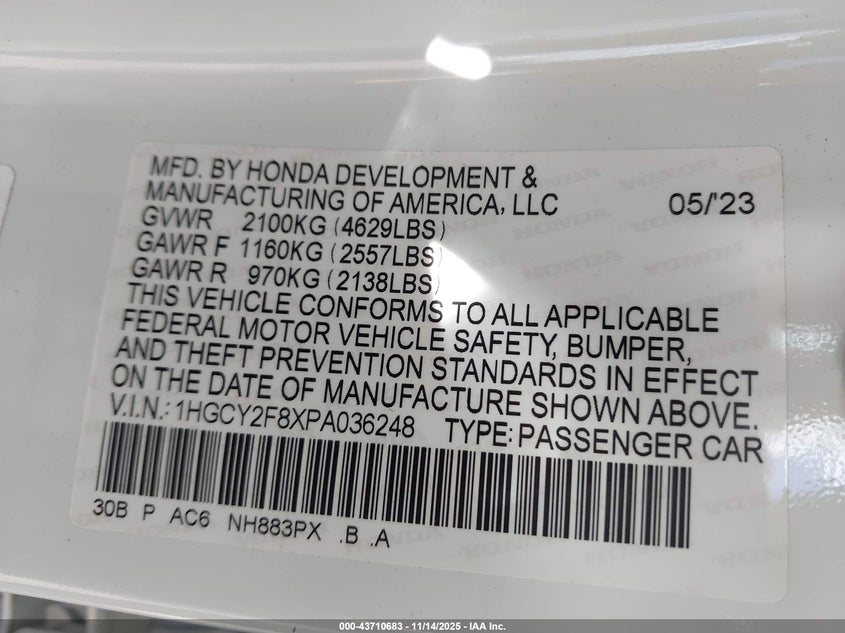 MFD. BY HONDA DEVELOPMENT &
MANUFACTURING OF AMERICA, LLC 05/'23
GVWR 2100KG (4629LBS)
GAWR F 1160KG (2557LBS)
GAWR R 970KG (2138LBS)
THIS VEHICLE CONFORMS TO ALL APPLICABLE
FEDERAL MOTOR VEHICLE SAFETY, BUMPER,
AND THEFT PREVENTION STANDARDS IN EFFECT
ON THE DATE OF MANUFACTURE SHOWN ABOVE.
V.I.N.: 1HGCY2F8XPA036248 TYPE: PASSENGER CAR
30B P AC6 NH883PX .B .A
000-43710683 | 11/14/2025 - IAA Inc.